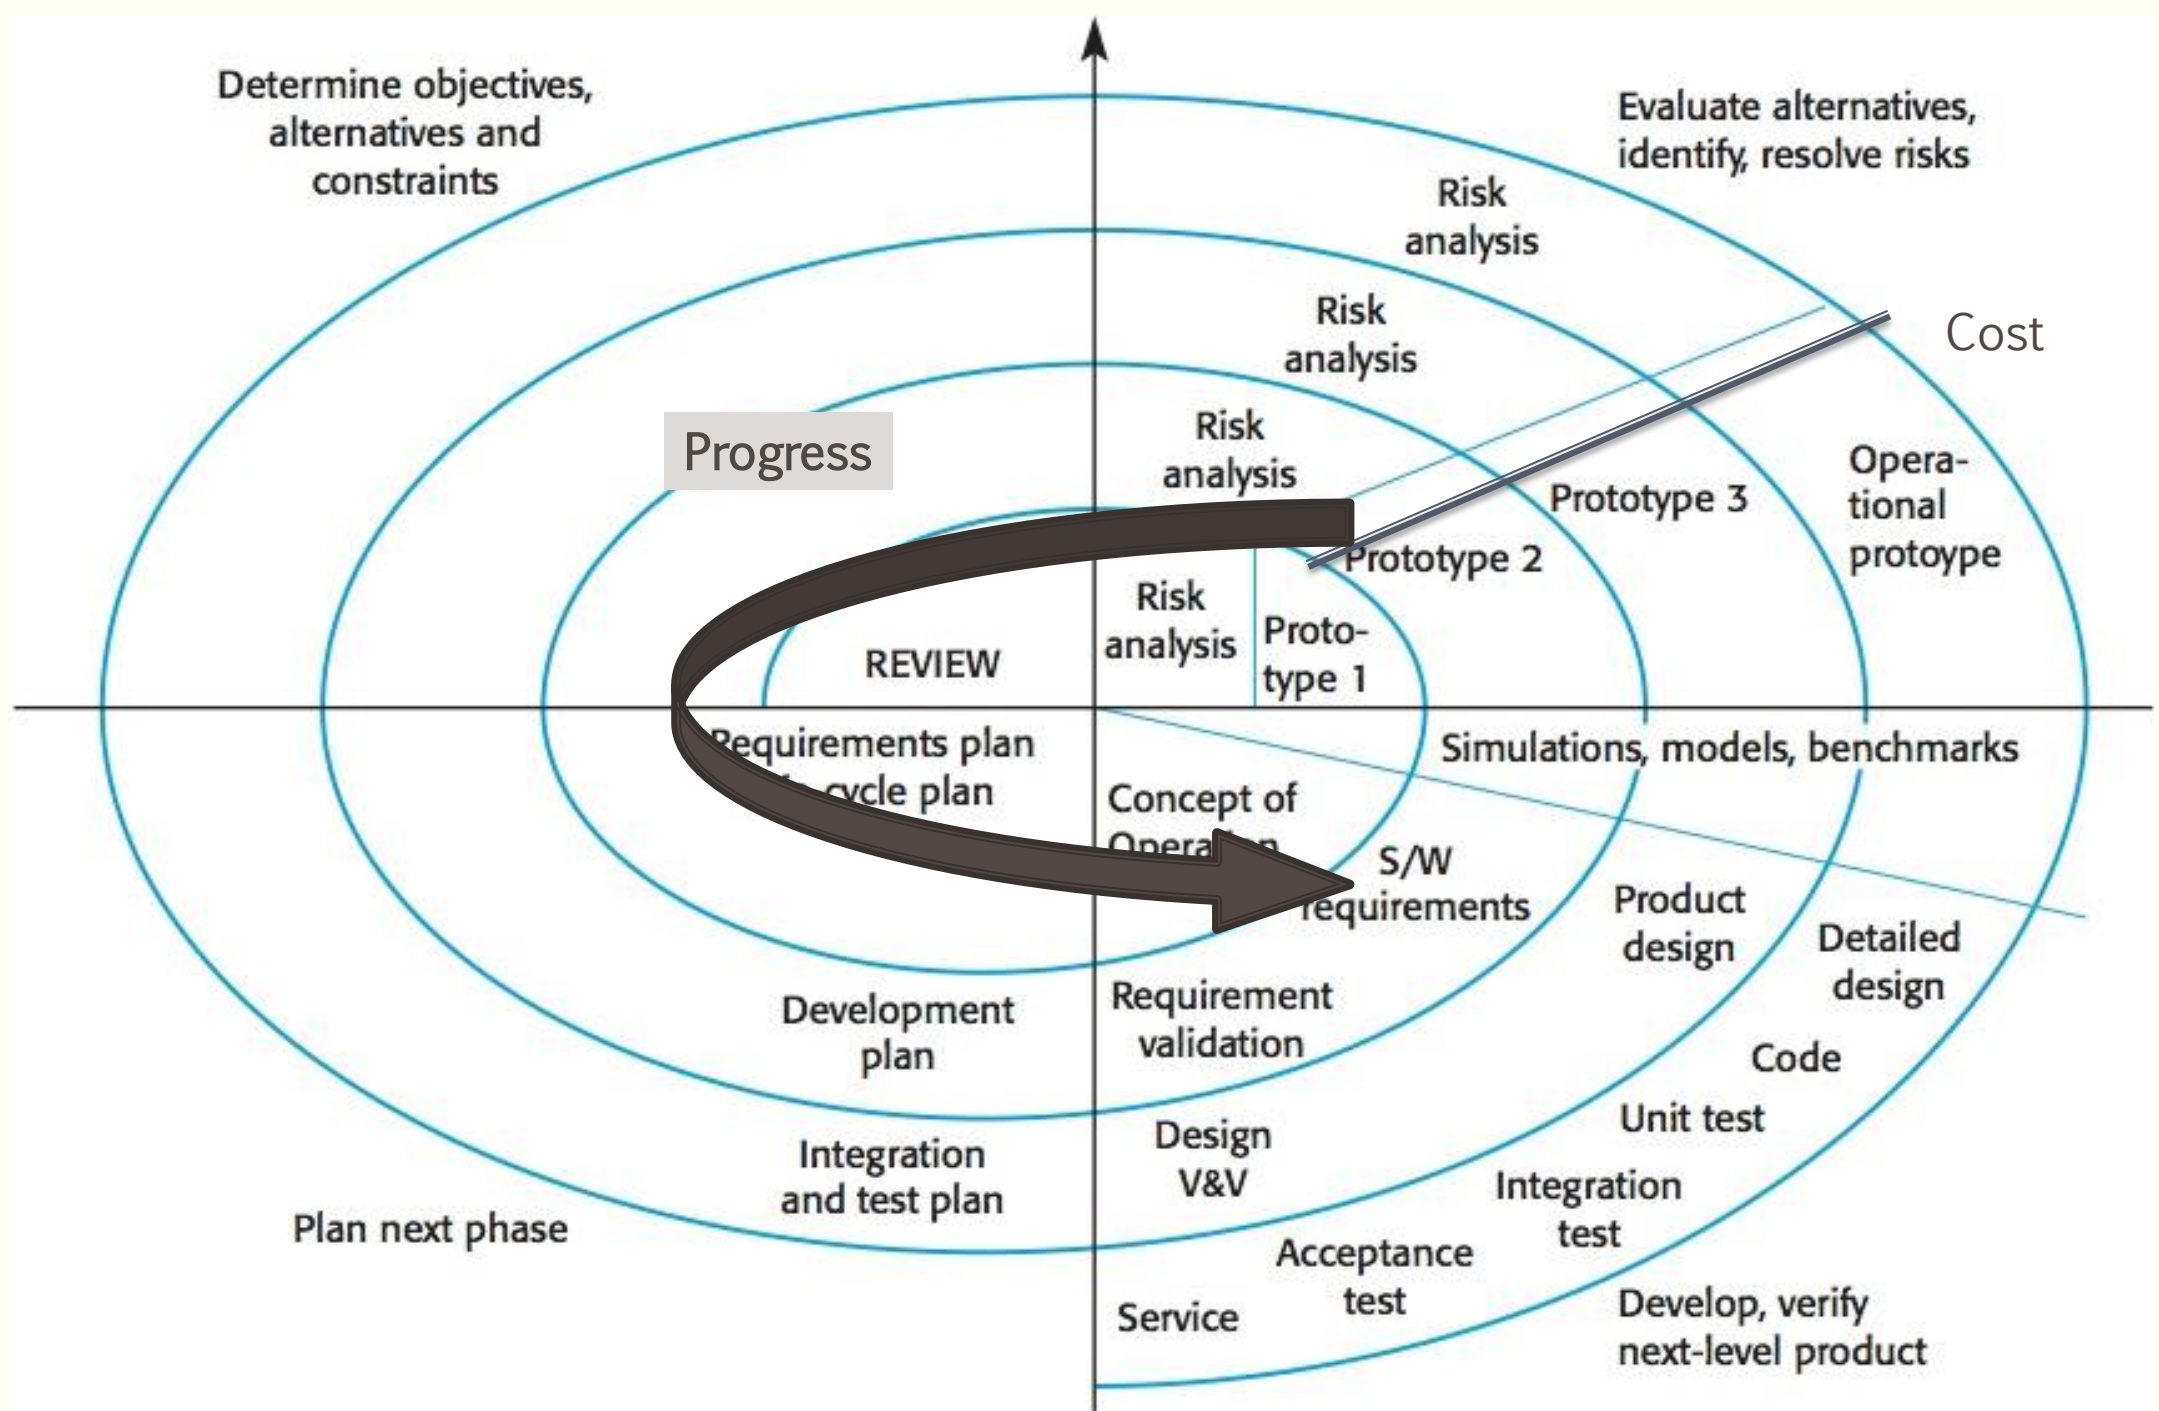 Determine objectives,
alternatives and
constraints
Evaluate alternatives,
identify, resolve risks
Risk
analysis
Risk
analysis
Cost
Risk
analysis
Progress
Opera-
tional
protoype
Prototype 3
Prototype 2
Risk
analysis
Proto-
type 1
REVIEW
Requirements plan
cycle plan
Concept of
Simulations, models, benchmarks
S/W
requirements
Product
design
Detailed
design
Development
plan
Requirement
validation
Code
Unit test
Integration
and test plan
Design
V&V
Integration
test
Plan next phase
Acceptance
test
Service
Develop, verify
next-level product